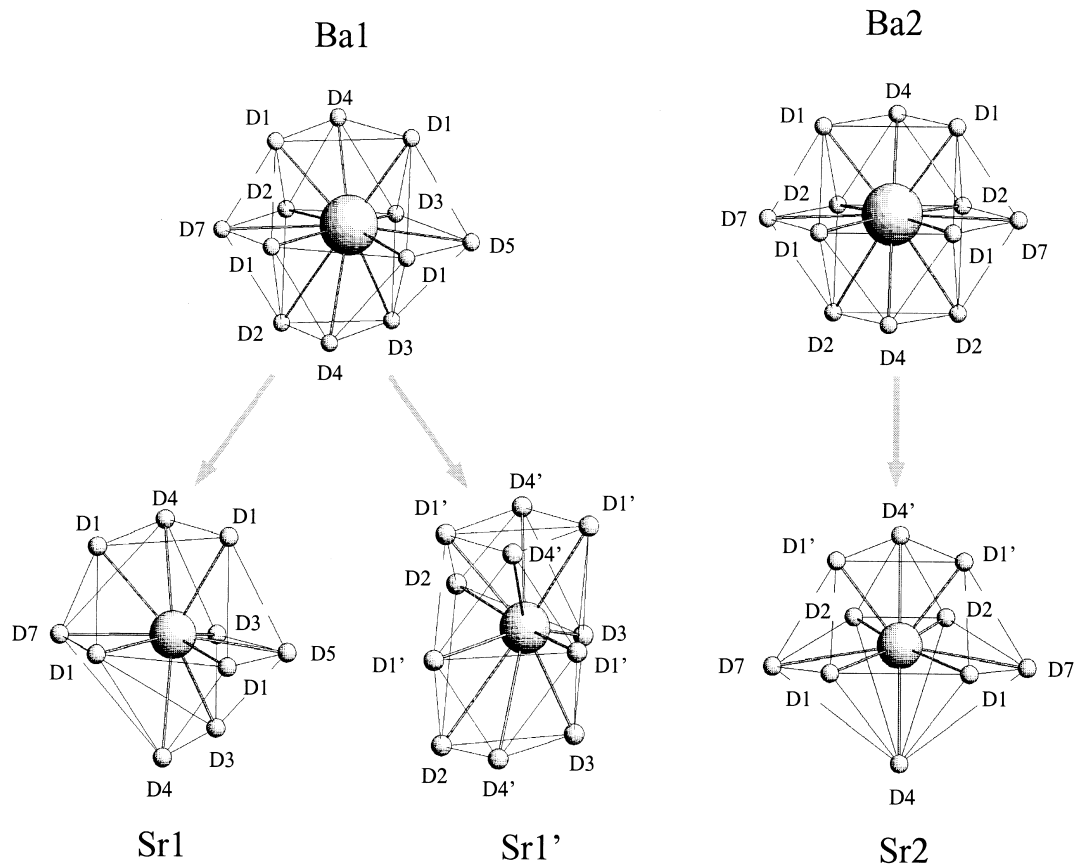 Ba1
Ba2
D4
D1 D1
D2 D3
D7 D5
D1 D1
D2 D3
D4
D4
D1 D1
D2 D2
D7 D7
D1 D1
D2 D2
D4
D4
D1 D1
D3
D7 D5
D1 D1
D3
D4
D4’
D1’ D1’
D4’
D2
D3
D1’ D1’
D2 D3
D4’
D4’
D1’ D1’
D2 D2
D7 D7
D1 D1
D4
Sr1
Sr1’
Sr2